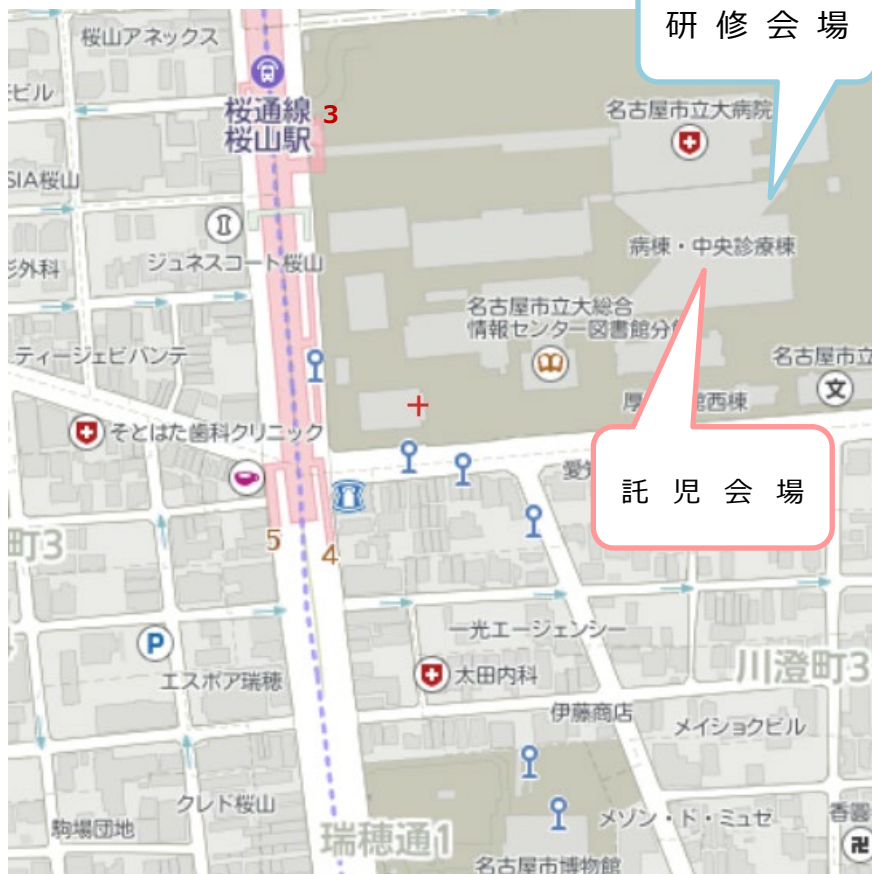 研修会場
桜山アネックス
ビル
桜通線
桜山駅
3
名古屋市立大病院
SIA桜山
ジュネスコート桜山
病棟・中央診療棟
外科
名古屋市立大総合
情報センター図書館分
ティージェビバンテ
名古屋市立
文
厚
館西棟
そとはた歯科クリニック
愛
託児会場
町3
5
4
一光エージェンシー
P
太田内科
川澄町3
エスポア瑞穂
伊藤商店
メイショクビル
クレド桜山
メゾン・ド・ミュゼ
香
駒場団地
瑞穂通1
名古屋市博物館